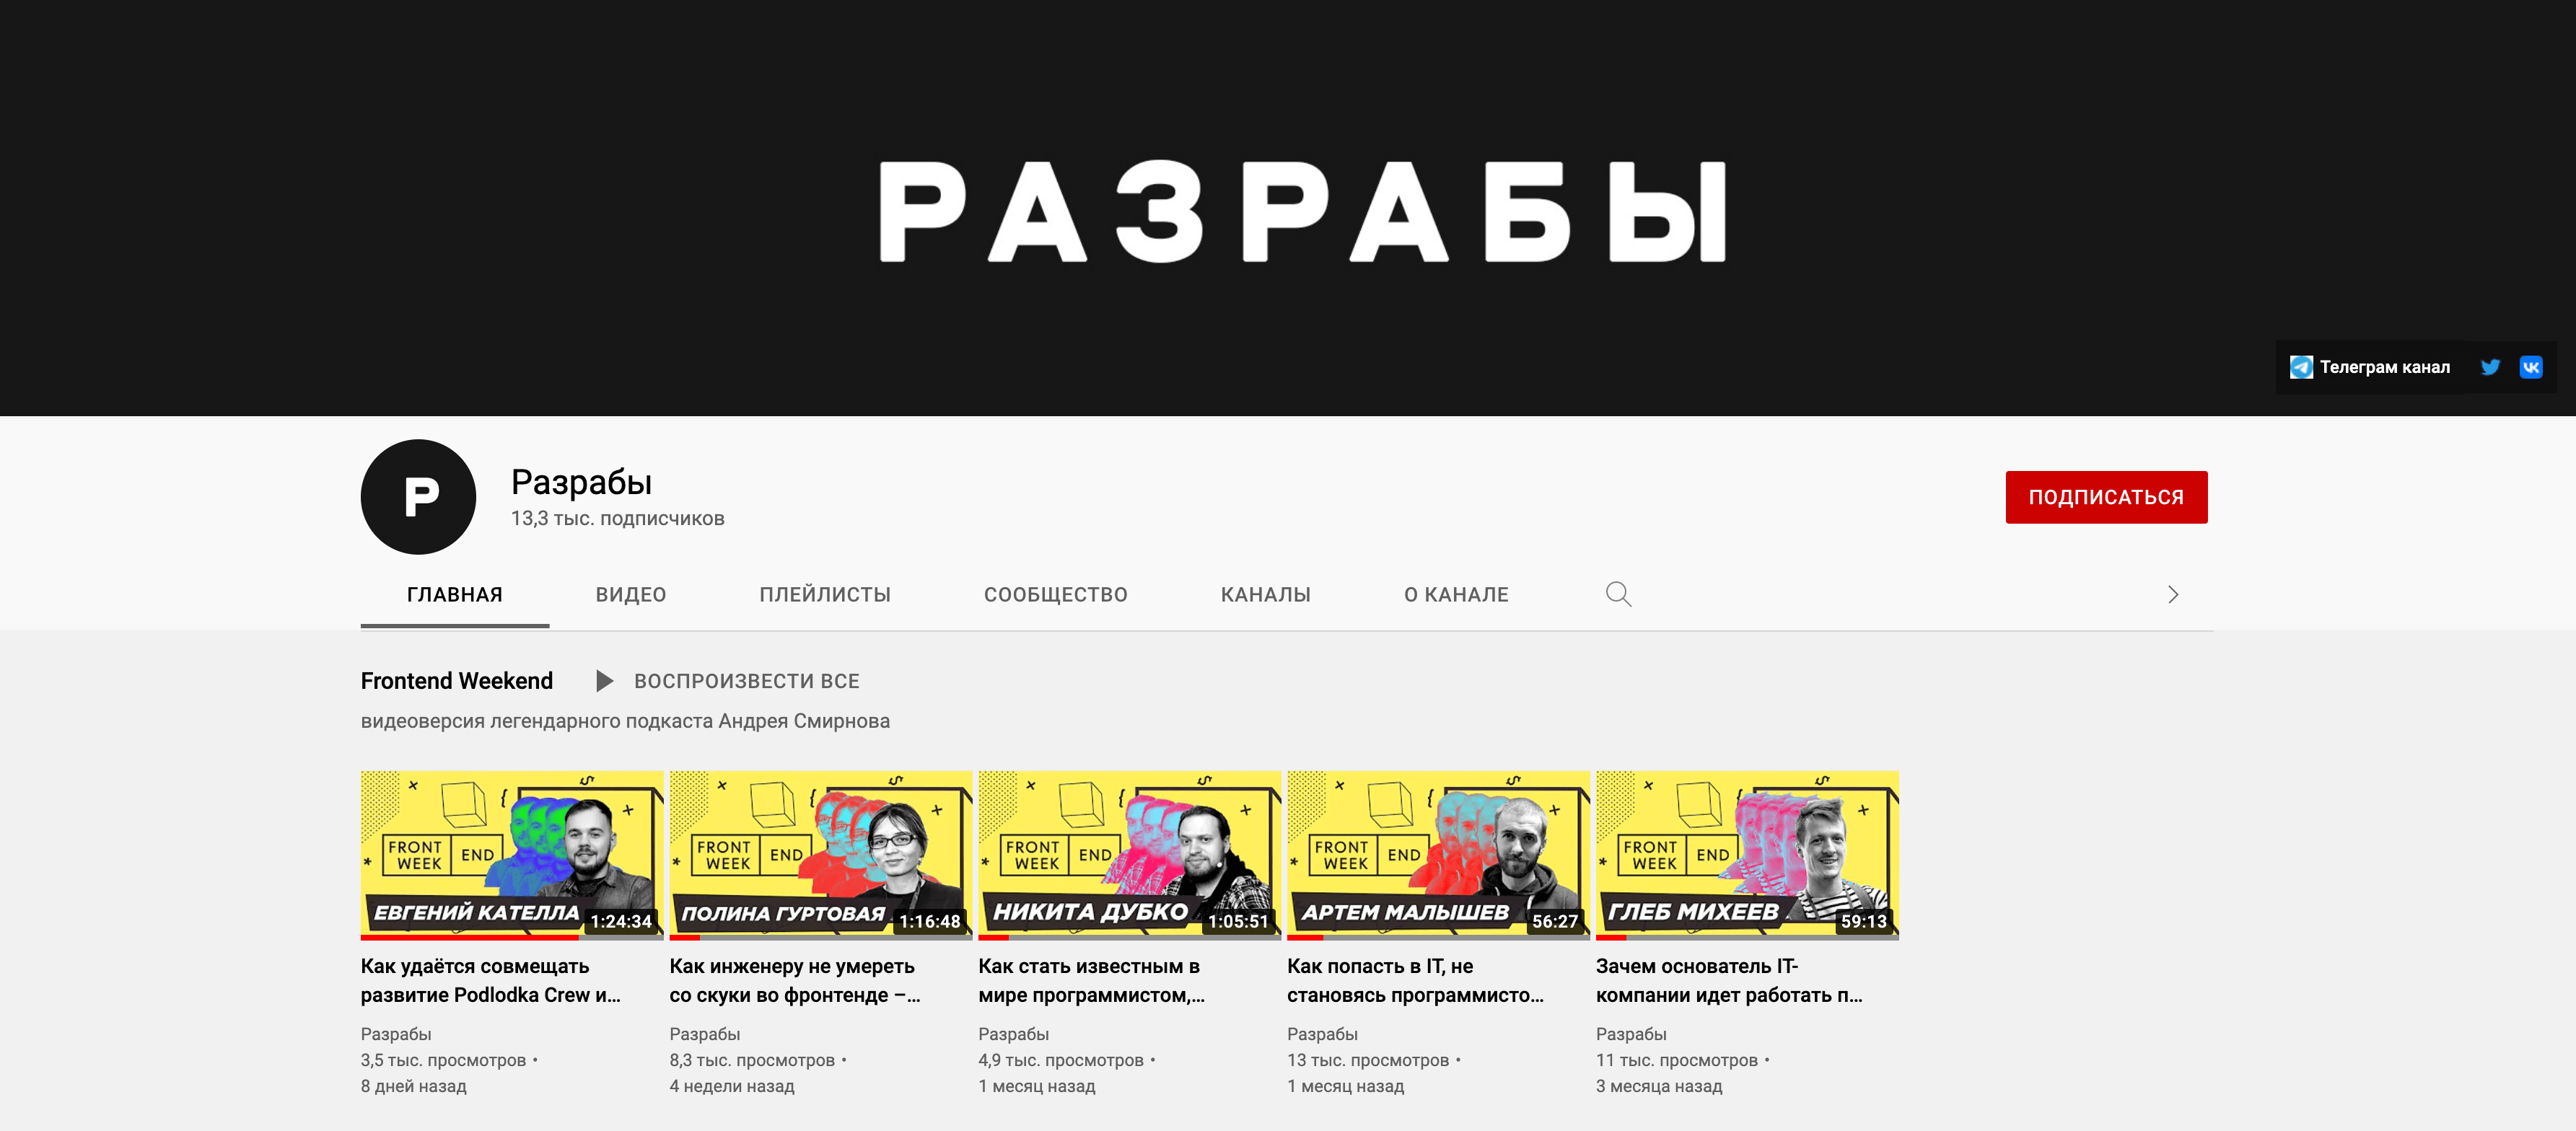 РАЗРАБЫ
Телеграм канал
Р
Разрабы
13,3 тыс. подписчиков
ПОДПИСАТЬСЯ
ГЛАВНАЯ
ВИДЕО
ПЛЕЙЛИСТЫ
СООБЩЕСТВО
КАНАЛЫ
О КАНАЛЕ
Frontend Weekend
ВОСПРОИЗВЕСТИ ВСЕ
видеоверсия легендарного подкаста Андрея Смирнова
FRONT
WEEK
END
ЕВГЕНИЙ КАТЕЛЛА
1:24:34
Как удаётся совмещать
развитие Podlodka Crew и...
Разрабы
3,5 тыс. просмотров •
8 дней назад
FRONT
WEEK
END
ПОЛИНА ГУРТОВАЯ
1:16:48
Как инженеру не умереть
со скуки во фронтенде –...
Разрабы
8,3 тыс. просмотров •
4 недели назад
FRONT
WEEK
END
НИКИТА ДУБКО
1:05:51
Как стать известным в
мире программистом,...
Разрабы
4,9 тыс. просмотров •
1 месяц назад
FRONT
WEEK
END
АРТЕМ МАЛЫШЕВ
56:27
Как попасть в IT, не
становясь программисто...
Разрабы
13 тыс. просмотров •
1 месяц назад
FRONT
WEEK
END
ГЛЕБ МИХЕЕВ
59:13
Зачем основатель IT-
компании идет работать п...
Разрабы
11 тыс. просмотров •
3 месяца назад